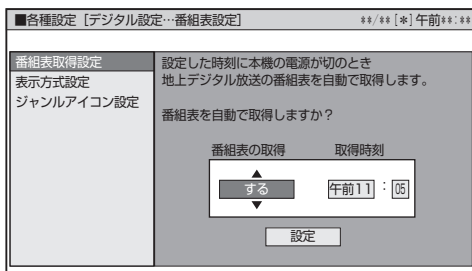 ■各種設定［デジタル設定…番組表設定］ **/**[*]午前**:**
番組表取得設定
表示方式設定
ジャンルアイコン設定
設定した時刻に本機の電源が切のとき
地上デジタル放送の番組表を自動で取得します。
番組表を自動で取得しますか？
番組表の取得 取得時刻
▲
する 午前11 : 05
▼
設定